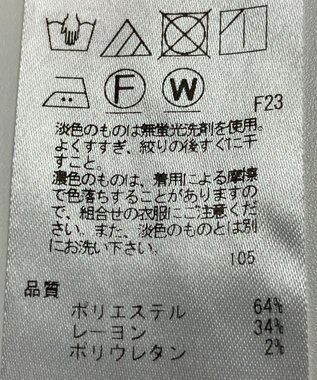 F W
F23
淡色のものは無蛍光洗剤を使用。
よくすすぎ、絞りの後すぐに干
すこと。
濃色のものは、着用による摩擦
で色落ちすることがありますの
で、組合せの衣服にご注意くだ
さい。また、淡色のものとは別
にお洗い下さい。
105
品質
ポリエステル 64%
レーヨン 34%
ポリウレタン 2%